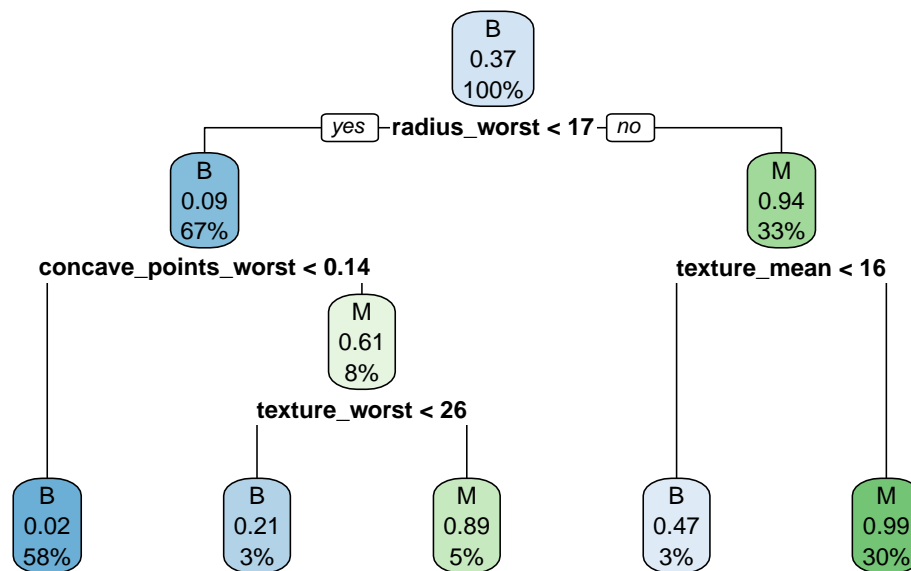 B
0.37
100%
yes radius_worst < 17 no
B
0.09
67%
M
0.94
33%
concave_points_worst < 0.14
texture_mean < 16
M
0.61
8%
texture_worst < 26
B
0.02
58%
B
0.21
3%
M
0.89
5%
B
0.47
3%
M
0.99
30%